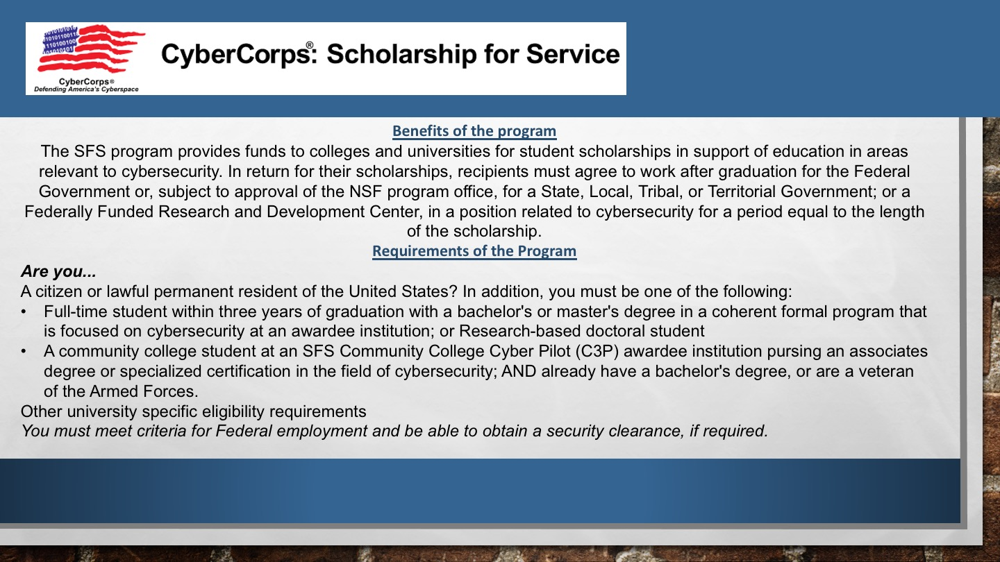 010101010
01010110011
110100100
01010101
CyberCorps®
Defending America's Cyberspace
CyberCorps®: Scholarship for Service
Benefits of the program
The SFS program provides funds to colleges and universities for student scholarships in support of education in areas
relevant to cybersecurity. In return for their scholarships, recipients must agree to work after graduation for the Federal
Government or, subject to approval of the NSF program office, for a State, Local, Tribal, or Territorial Government; or a
Federally Funded Research and Development Center, in a position related to cybersecurity for a period equal to the length
of the scholarship.
Requirements of the Program
Are you...
A citizen or lawful permanent resident of the United States? In addition, you must be one of the following:
• Full-time student within three years of graduation with a bachelor's or master's degree in a coherent formal program that
is focused on cybersecurity at an awardee institution; or Research-based doctoral student
• A community college student at an SFS Community College Cyber Pilot (C3P) awardee institution pursing an associates
degree or specialized certification in the field of cybersecurity; AND already have a bachelor's degree, or are a veteran
of the Armed Forces.
Other university specific eligibility requirements
You must meet criteria for Federal employment and be able to obtain a security clearance, if required.